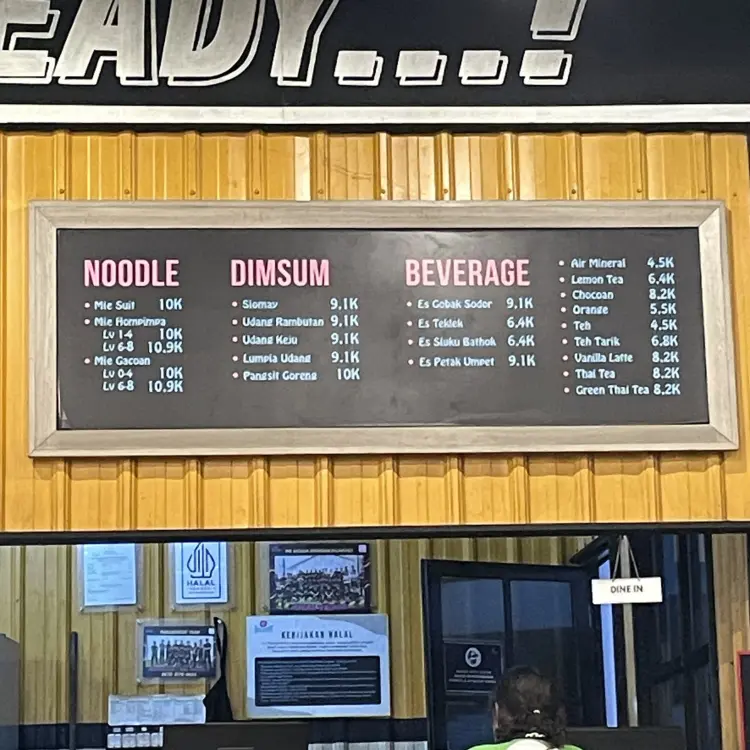 EADY...!
NOODLE
• Mie Suit 10K
• Mie Hompimpa
Lv 1-4 10K
Lv 6-8 10.9K
• Mie Gacoan
Lv 0-4 10K
Lv 6-8 10.9K
DIMSUM
• Siomay 9.1K
• Udang Rambutan 9.1K
• Udang Keju 9.1K
• Lumpia Udang 9.1K
• Pangsit Goreng 10K
BEVERAGE
• Es Gobak Sodor 9.1K
• Es Teklek 6.4K
• Es Sluku Bathok 6.4K
• Es Petak Umpet 9.1K
• Air Mineral 4.5K
• Lemon Tea 6.4K
• Chocoan 8.2K
• Orange 5.5K
• Teh 4.5K
• Teh Tarik 6.8K
• Vanilla Latte 8.2K
• Thai Tea 8.2K
• Green Thai Tea 8.2K
HALAL
KEBIJAKAN HALAL
DINE IN